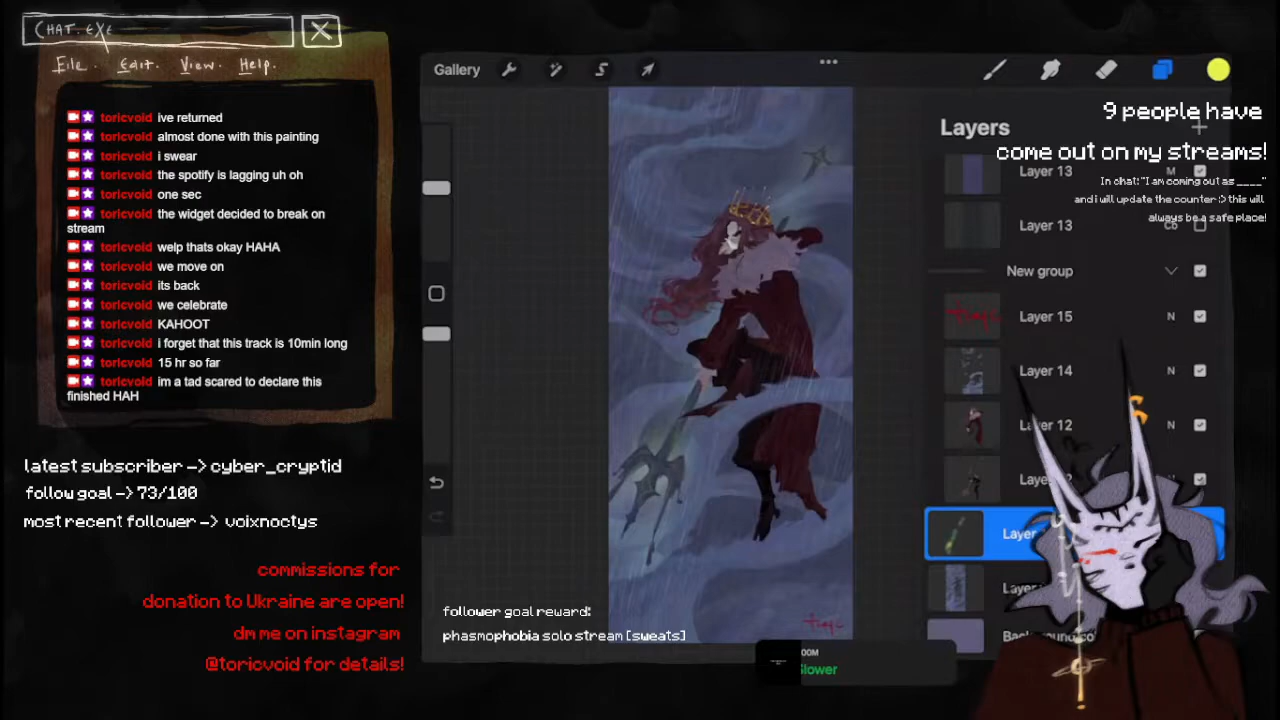 CHAT.EXE
File. Edit. View. Help.
toricvoid ive returned
toricvoid almost done with this painting
toricvoid i swear
toricvoid the spotify is lagging uh oh
toricvoid one sec
toricvoid the widget decided to break on
stream
toricvoid welp thats okay HAHA
toricvoid we move on
toricvoid its back
toricvoid we celebrate
toricvoid KAHOOT
toricvoid i forget that this track is 10min long
toricvoid 15 hr so far
toricvoid im a tad scared to declare this
finished HAH
latest subscriber -> cyber_cryptid
follow goal -> 73/100
most recent follower -> voixnoctys
commissions for
donation to Ukraine are open!
dm me on instagram
@toricvoid for details!
Gallery
follower goal reward:
phasmophobia solo stream [sweats]
Slower
Layers
9 people have
come out on my streams!
In chat: "I am coming out as ____"
and i will update the counter :> this will
always be a safe place!
Layer 13 M
Layer 13
New group
Layer 15 N
Layer 14 N
Layer 12 N
Layer